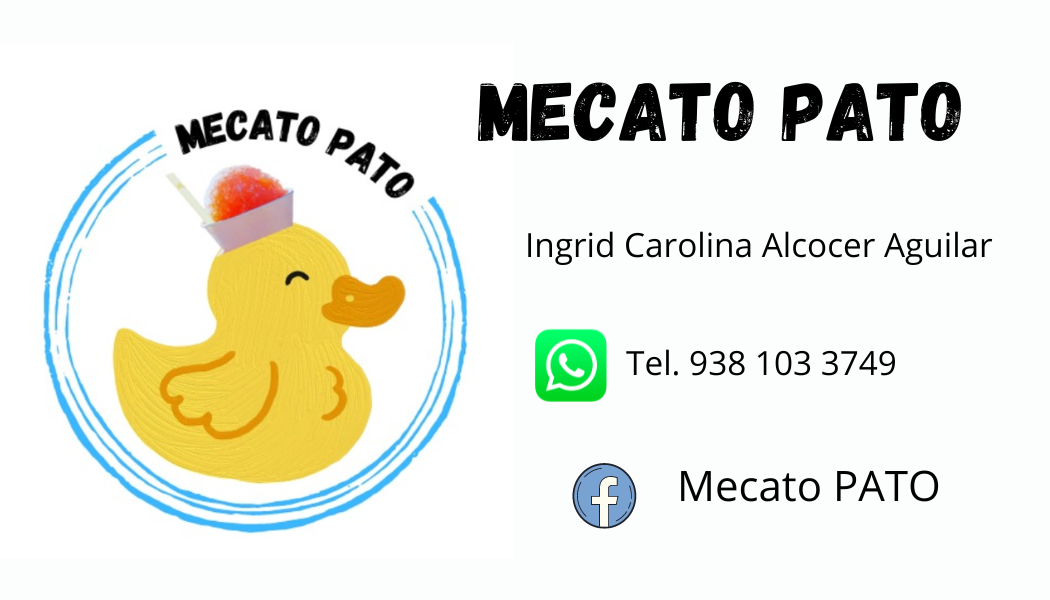 MECATO PATO
MECATO PATO
Ingrid Carolina Alcocer Aguilar
Tel. 938 103 3749
Mecato PATO